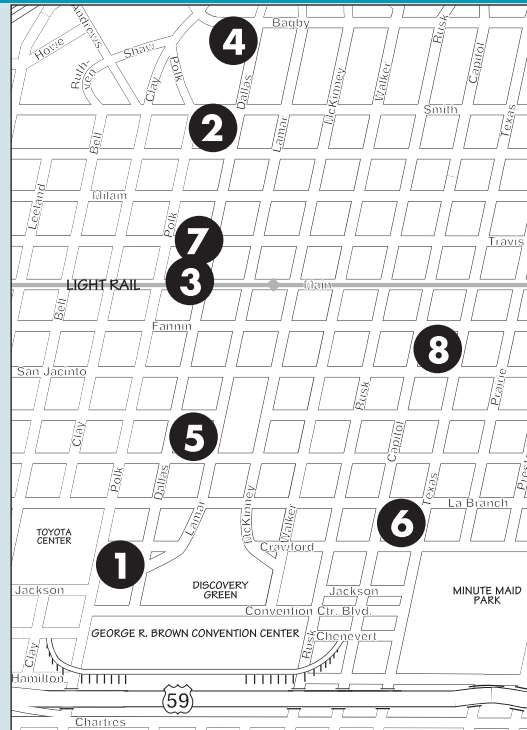 Bagby
Rusk
Andrews
4
Howe
Shaw
Capitol
Ruth-
ven
Clay
Polk
Dallas
McKinney
Walker
Smith
Texas
2
Lamar
Bell
Milam
Leeland
Polk
7
Travis
LIGHT RAIL
3
Main
Bell
Fannin
8
San Jacinto
Prairie
Rusk
Clay
5
Capitol
Polk
Dallas
Texas
La Branch
Lamar
McKinney
Walker
6
TOYOTA
CENTER
1
Crawford
DISCOVERY
GREEN
Jackson
Jackson
MINUTE MAID
PARK
Convention Ctr. Blvd.
GEORGE R. BROWN CONVENTION CENTER
Rusk
Chenevert
Clay
Hamilton
59
Chartres